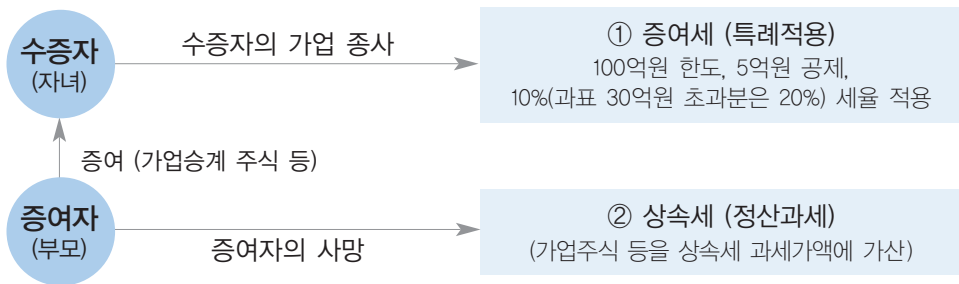 수증자
(자녀)
수증자의 가업 종사
① 증여세 (특례적용)
100억원 한도, 5억원 공제,
10%(과표 30억원 초과분은 20%) 세율 적용
증여 (가업승계 주식 등)
증여자
(부모)
증여자의 사망
② 상속세 (정산과세)
(가업주식 등을 상속세 과세가액에 가산)